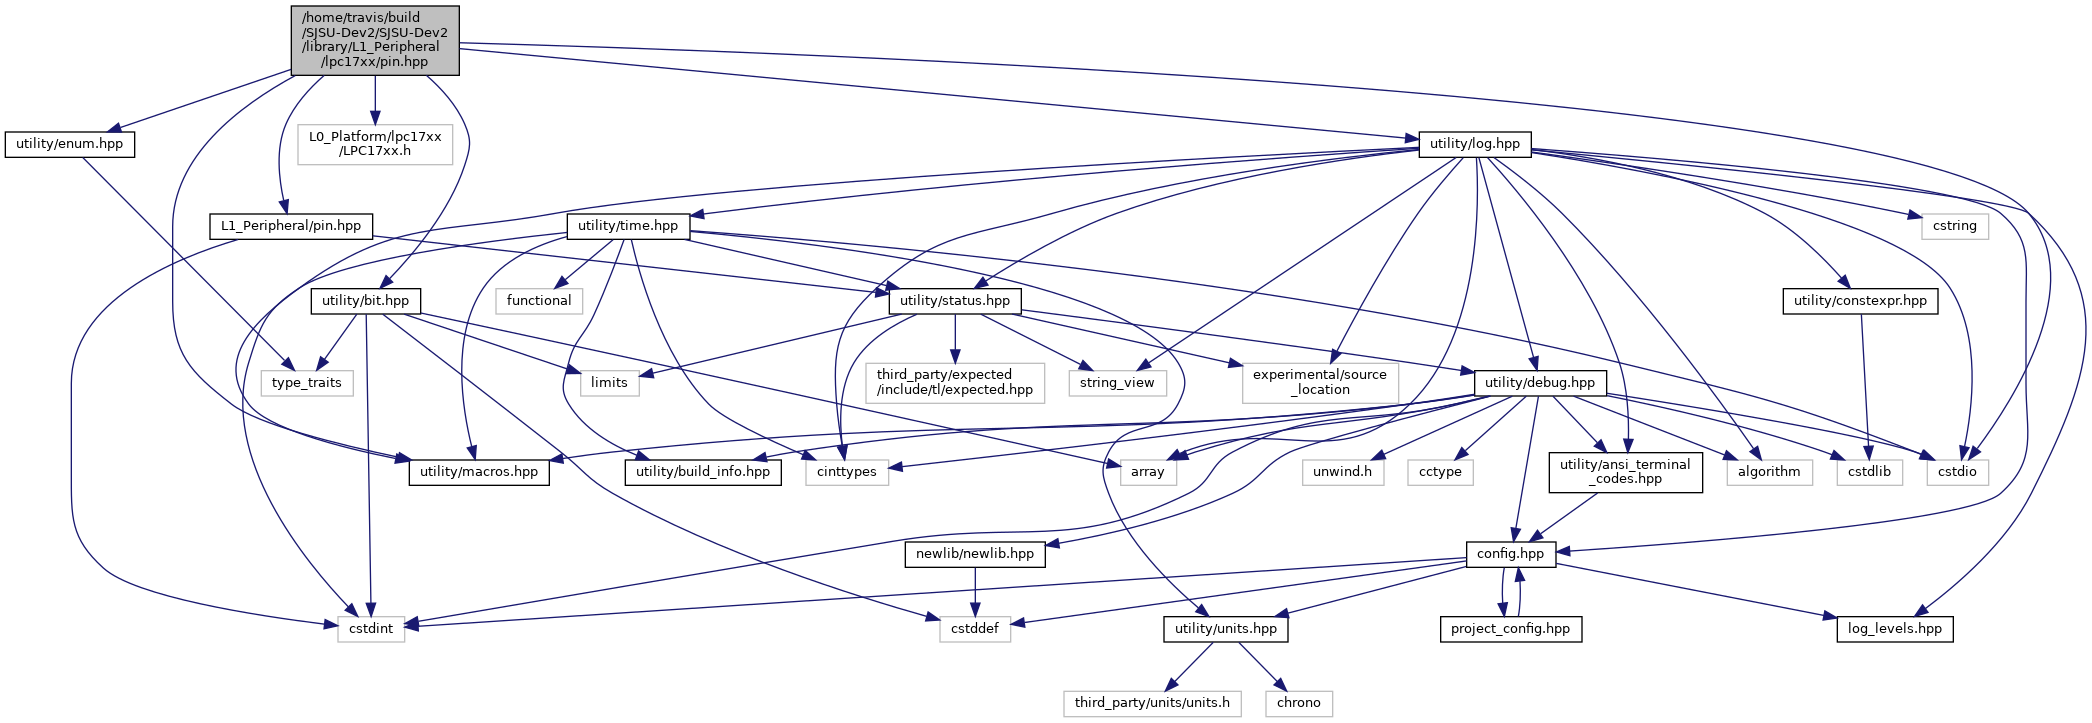 /home/travis/build
/SJSU-Dev2/SJSU-Dev2
/library/L1_Peripheral
/lpc17xx/pin.hpp
utility/enum.hpp
L0_Platform/lpc17xx
/LPC17xx.h
utility/log.hpp
L1_Peripheral/pin.hpp
utility/time.hpp
cstring
utility/bit.hpp
functional
utility/status.hpp
utility/constexpr.hpp
type_traits
limits
third_party/expected
/include/tl/expected.hpp
string_view
experimental/source
_location
utility/debug.hpp
utility/macros.hpp
utility/build_info.hpp
cinttypes
array
unwind.h
cctype
utility/ansi_terminal
_codes.hpp
algorithm
cstdlib
cstdio
newlib/newlib.hpp
config.hpp
cstdint
cstddef
utility/units.hpp
project_config.hpp
log_levels.hpp
third_party/units/units.h
chrono